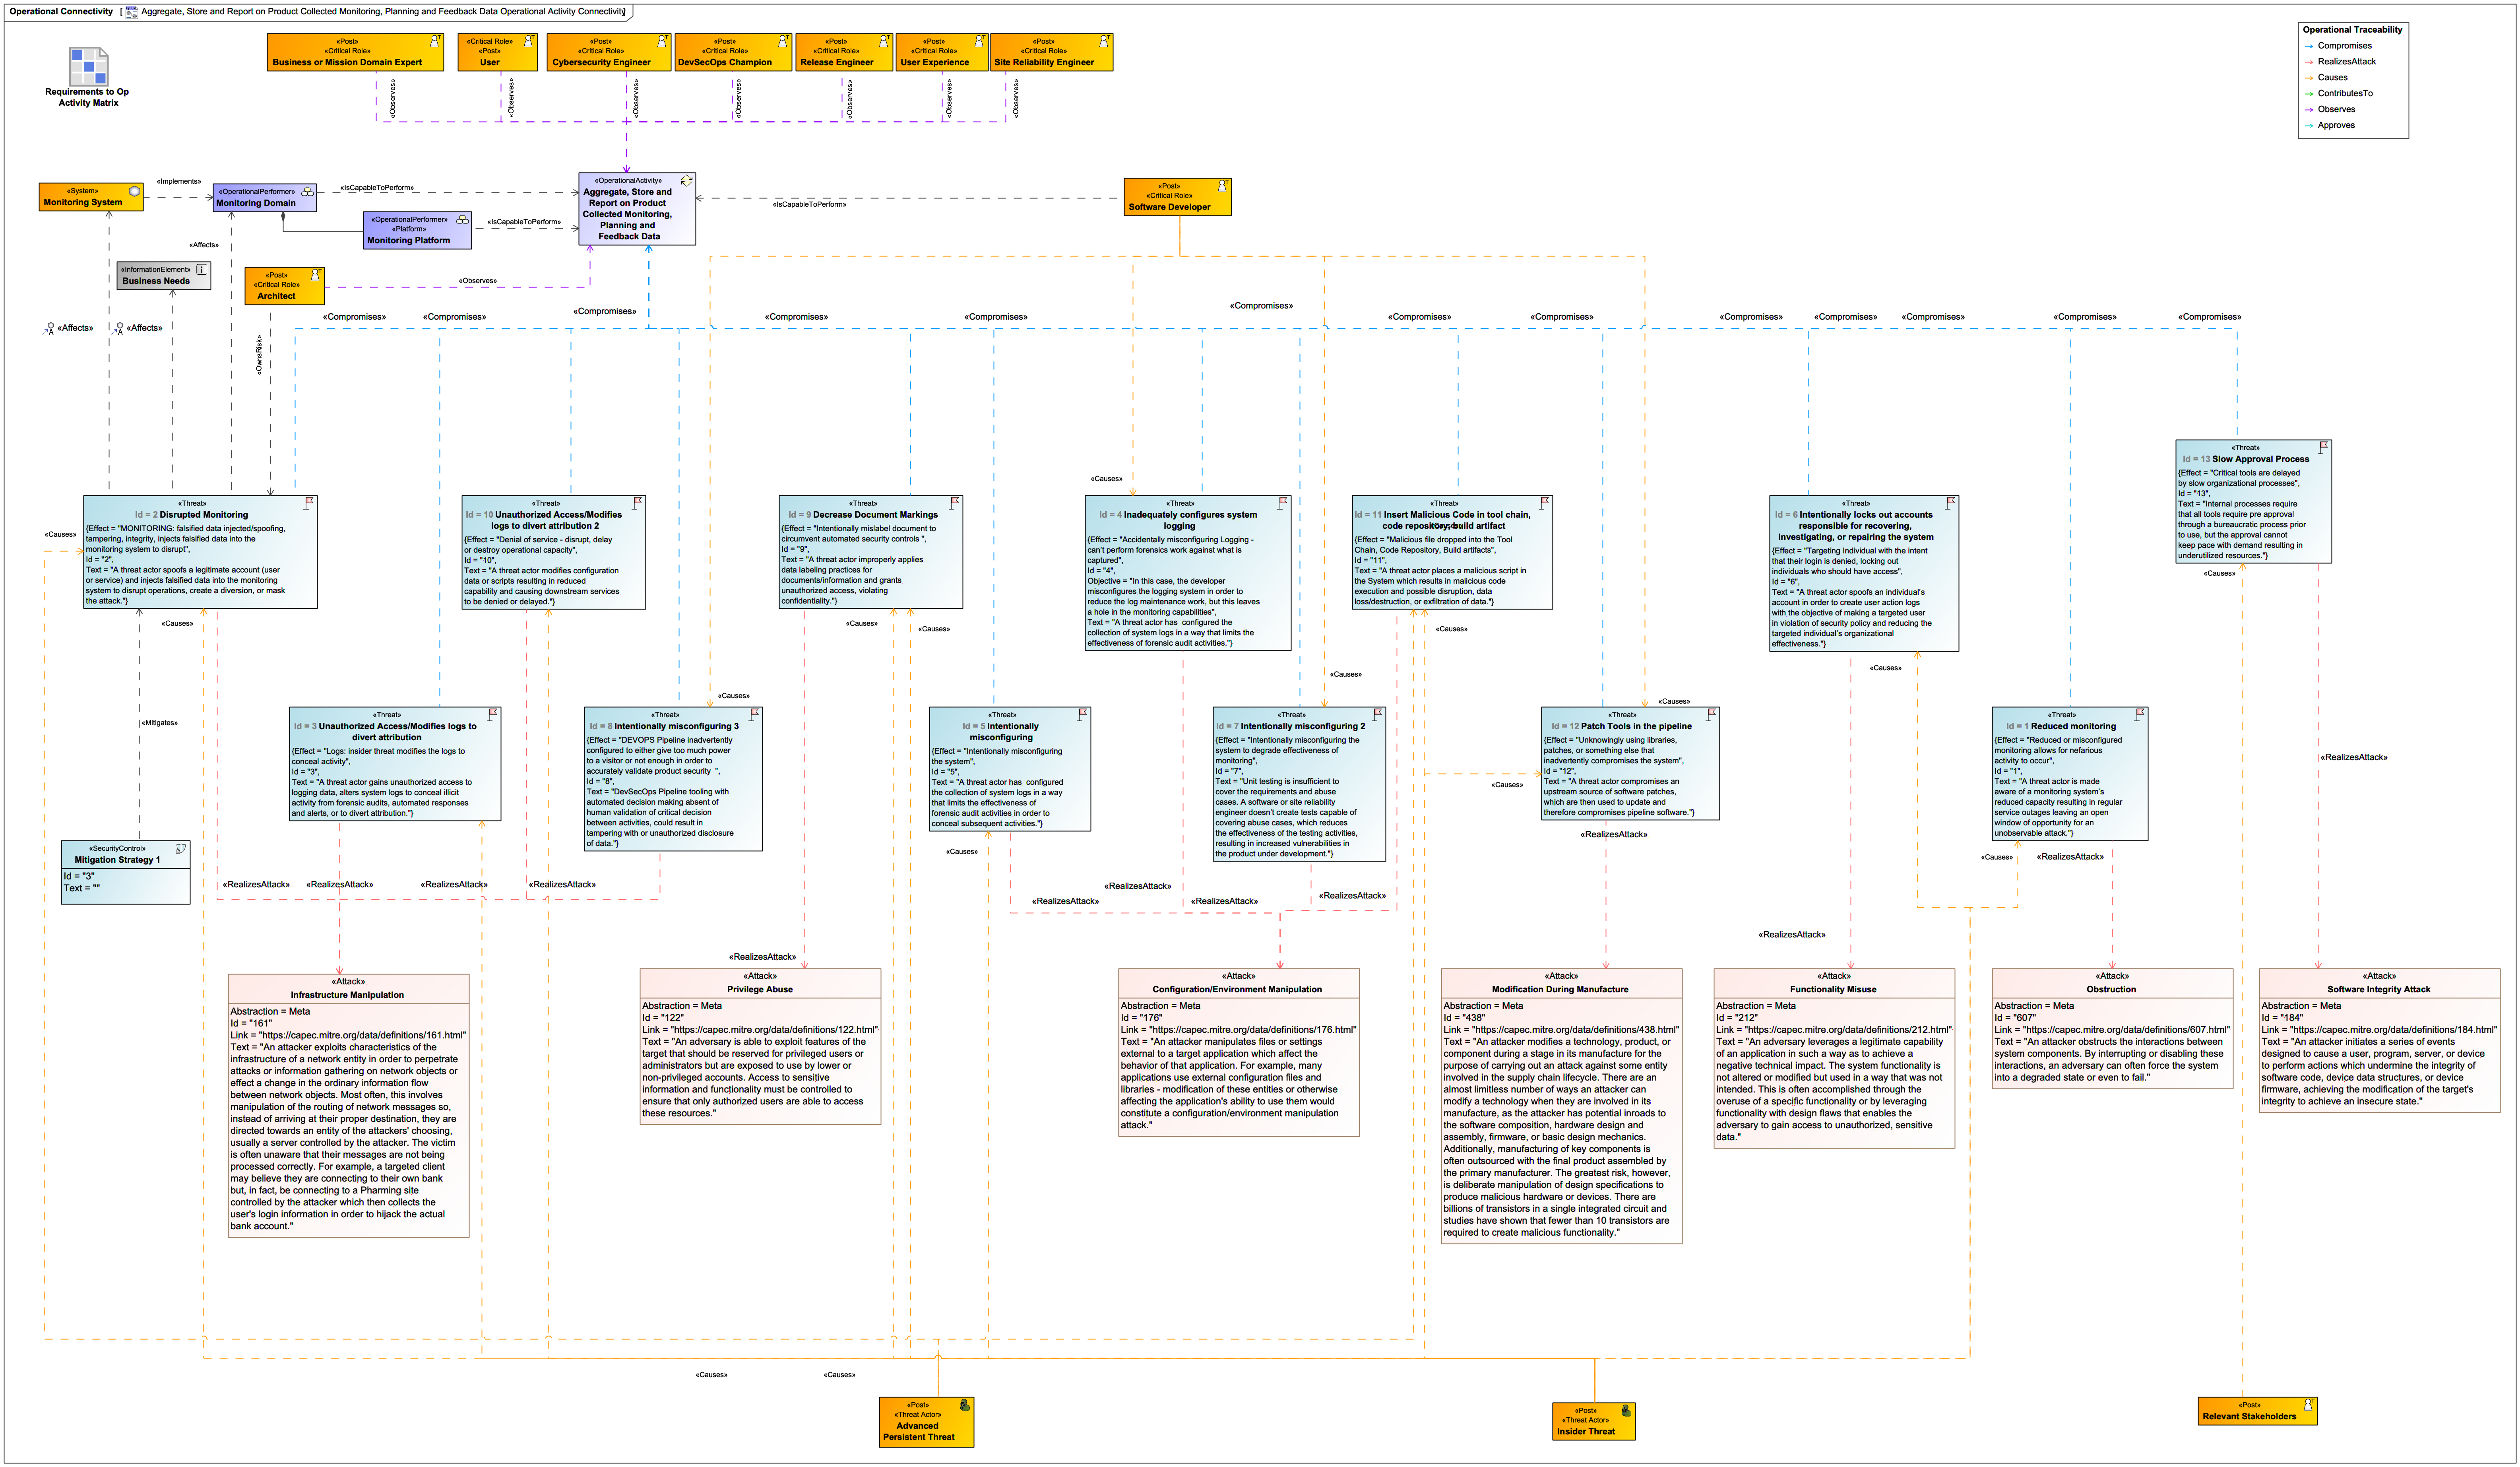 Operational Connectivity [ Aggregate, Store and Report on Product Collected Monitoring, Planning and Feedback Data Operational Activity Connectivity]
Requirements to Op
Activity Matrix
«Post»
«Critical Role»
Business or Mission Domain Expert
«Critical Role»
«Post»
User
«Post»
«Critical Role»
Cybersecurity Engineer
«Post»
«Critical Role»
DevSecOps Champion
«Post»
«Critical Role»
Release Engineer
«Post»
«Critical Role»
User Experience
«Post»
«Critical Role»
Site Reliability Engineer
Operational Traceability
Compromises
RealizesAttack
Causes
ContributesTo
Observes
Approves
«Observes»
«Observes»
«Observes»
«Observes»
«Observes»
«Observes»
«Observes»
«System»
Monitoring System
«Implements»
«OperationalPerformer»
Monitoring Domain
«IsCapableToPerform»
«OperationalPerformer»
«Platform»
Monitoring Platform
«IsCapableToPerform»
«OperationalActivity»
Aggregate, Store and
Report on Product
Collected Monitoring,
Planning and
Feedback Data
«IsCapableToPerform»
«Post»
«Critical Role»
Software Developer
«Affects»
«InformationElement»
Business Needs
«Post»
«Critical Role»
Architect
«Observes»
«Affects»
«Affects»
«OwnsRisk»
«Compromises»
«Compromises»
«Compromises»
«Compromises»
«Compromises»
«Compromises»
«Compromises»
«Compromises»
«Compromises»
«Compromises»
«Compromises»
«Compromises»
«Compromises»
«Threat»
Id = 13 Slow Approval Process
{Effect = "Critical tools are delayed
by slow organizational processes",
Id = "13",
Text = "Internal processes require
that all tools require pre approval
through a bureaucratic process prior
to use, but the approval cannot
keep pace with demand resulting in
underutilized resources."}
«Causes»
«Causes»
«Threat»
Id = 2 Disrupted Monitoring
{Effect = "MONITORING: falsified data injected/spoofing,
tampering, integrity, injects falsified data into the
monitoring system to disrupt",
Id = "2",
Text = "A threat actor spoofs a legitimate account (user
or service) and injects falsified data into the monitoring
system to disrupt operations, create a diversion, or mask
the attack."}
«Causes»
«Causes»
«Threat»
Id = 10 Unauthorized Access/Modifies
logs to divert attribution 2
{Effect = "Denial of service - disrupt, delay
or destroy operational capacity",
Id = "10",
Text = "A threat actor modifies configuration
data or scripts resulting in reduced
capability and causing downstream services
to be denied or delayed."}
«Threat»
Id = 9 Decrease Document Markings
{Effect = "Intentionally mislabel document to
circumvent automated security controls ",
Id = "9",
Text = "A threat actor improperly applies
data labeling practices for
documents/information and grants
unauthorized access, violating
confidentiality."}
«Causes»
«Causes»
«Threat»
Id = 4 Inadequately configures system
logging
{Effect = "Accidentally misconfiguring Logging -
can't perform forensics work against what is
captured",
Id = "4",
Objective = "In this case, the developer
misconfigures the logging system in order to
reduce the log maintenance work, but this leaves
a hole in the monitoring capabilities",
Text = "A threat actor has  configured the
collection of system logs in a way that limits the
effectiveness of forensic audit activities."}
«Threat»
Id = 11 Insert Malicious Code in tool chain,
code repository, build artifact
{Effect = "Malicious file dropped into the Tool
Chain, Code Repository, Build artifacts",
Id = "11",
Text = "A threat actor places a malicious script in
the System which results in malicious code
execution and possible disruption, data
loss/destruction, or exfiltration of data."}
«Causes»
«Threat»
Id = 6 Intentionally locks out accounts
responsible for recovering,
investigating, or repairing the system
{Effect = "Targeting Individual with the intent
that their login is denied, locking out
individuals who should have access",
Id = "6",
Text = "A threat actor spoofs an individual's
account in order to create user action logs
with the objective of making a targeted user
in violation of security policy and reducing the
targeted individual's organizational
effectiveness."}
«Causes»
«Mitigates»
«Threat»
Id = 3 Unauthorized Access/Modifies logs to
divert attribution
{Effect = "Logs: insider threat modifies the logs to
conceal activity",
Id = "3",
Text = "A threat actor gains unauthorized access to
logging data, alters system logs to conceal illicit
activity from forensic audits, automated responses
and alerts, or to divert attribution."}
«Causes»
«Threat»
Id = 8 Intentionally misconfiguring 3
{Effect = "DEVOPS Pipeline inadvertently
configured to either give too much power
to a visitor or not enough in order to
accurately validate product security  ",
Id = "8",
Text = "DevSecOps Pipeline tooling with
automated decision making absent of
human validation of critical decision
between activities, could result in
tampering with or unauthorized disclosure
of data."}
«Threat»
Id = 5 Intentionally
misconfiguring
{Effect = "Intentionally misconfiguring
the system",
Id = "5",
Text = "A threat actor has  configured
the collection of system logs in a way
that limits the effectiveness of
forensic audit activities in order to
conceal subsequent activities."}
«Causes»
«Causes»
«Threat»
Id = 7 Intentionally misconfiguring 2
{Effect = "Intentionally misconfiguring the
system to degrade effectiveness of
monitoring",
Id = "7",
Text = "Unit testing is insufficient to
cover the requirements and abuse
cases. A software or site reliability
engineer doesn't create tests capable of
covering abuse cases, which reduces
the effectiveness of the testing activities,
resulting in increased vulnerabilities in
the product under development."}
«Causes»
«Causes»
«Threat»
Id = 12 Patch Tools in the pipeline
{Effect = "Unknowingly using libraries,
patches, or something else that
inadvertently compromises the system",
Id = "12",
Text = "A threat actor compromises an
upstream source of software patches,
which are then used to update and
therefore compromises pipeline software."}
«RealizesAttack»
«Threat»
Id = 1 Reduced monitoring
{Effect = "Reduced or misconfigured
monitoring allows for nefarious
activity to occur",
Id = "1",
Text = "A threat actor is made
aware of a monitoring system's
reduced capacity resulting in regular
service outages leaving an open
window of opportunity for an
unobservable attack."}
«Causes»
«RealizesAttack»
«RealizesAttack»
«SecurityControl»
Mitigation Strategy 1
Id = "3"
Text = ""
«RealizesAttack»
«RealizesAttack»
«RealizesAttack»
«RealizesAttack»
«RealizesAttack»
«RealizesAttack»
«RealizesAttack»
«RealizesAttack»
«RealizesAttack»
«RealizesAttack»
«Attack»
Infrastructure Manipulation
Abstraction = Meta
Id = "161"
Link = "https://capec.mitre.org/data/definitions/161.html"
Text = "An attacker exploits characteristics of the
infrastructure of a network entity in order to perpetrate
attacks or information gathering on network objects or
effect a change in the ordinary information flow
between network objects. Most often, this involves
manipulation of the routing of network messages so,
instead of arriving at their proper destination, they are
directed towards an entity of the attackers' choosing,
usually a server controlled by the attacker. The victim
is often unaware that their messages are not being
processed correctly. For example, a targeted client
may believe they are connecting to their own bank
but, in fact, be connecting to a Pharming site
controlled by the attacker which then collects the
user's login information in order to hijack the actual
bank account."
«Attack»
Privilege Abuse
Abstraction = Meta
Id = "122"
Link = "https://capec.mitre.org/data/definitions/122.html"
Text = "An adversary is able to exploit features of the
target that should be reserved for privileged users or
administrators but are exposed to use by lower or
non-privileged accounts. Access to sensitive
information and functionality must be controlled to
ensure that only authorized users are able to access
these resources."
«Attack»
Configuration/Environment Manipulation
Abstraction = Meta
Id = "176"
Link = "https://capec.mitre.org/data/definitions/176.html"
Text = "An attacker manipulates files or settings
external to a target application which affect the
behavior of that application. For example, many
applications use external configuration files and
libraries - modification of these entities or otherwise
affecting the application's ability to use them would
constitute a configuration/environment manipulation
attack."
«Attack»
Modification During Manufacture
Abstraction = Meta
Id = "438"
Link = "https://capec.mitre.org/data/definitions/438.html"
Text = "An attacker modifies a technology, product, or
component during a stage in its manufacture for the
purpose of carrying out an attack against some entity
involved in the supply chain lifecycle. There are an
almost limitless number of ways an attacker can
modify a technology when they are involved in its
manufacture, as the attacker has potential inroads to
the software composition, hardware design and
assembly, firmware, or basic design mechanics.
Additionally, manufacturing of key components is
often outsourced with the final product assembled by
the primary manufacturer. The greatest risk, however,
is deliberate manipulation of design specifications to
produce malicious hardware or devices. There are
billions of transistors in a single integrated circuit and
studies have shown that fewer than 10 transistors are
required to create malicious functionality."
«Attack»
Functionality Misuse
Abstraction = Meta
Id = "212"
Link = "https://capec.mitre.org/data/definitions/212.html"
Text = "An adversary leverages a legitimate capability
of an application in such a way as to achieve a
negative technical impact. The system functionality is
not altered or modified but used in a way that was not
intended. This is often accomplished through the
overuse of a specific functionality or by leveraging
functionality with design flaws that enables the
adversary to gain access to unauthorized, sensitive
data."
«Attack»
Obstruction
Abstraction = Meta
Id = "607"
Link = "https://capec.mitre.org/data/definitions/607.html"
Text = "An attacker obstructs the interactions between
system components. By interrupting or disabling these
interactions, an adversary can often force the system
into a degraded state or even to fail."
«Attack»
Software Integrity Attack
Abstraction = Meta
Id = "184"
Link = "https://capec.mitre.org/data/definitions/184.html"
Text = "An attacker initiates a series of events
designed to cause a user, program, server, or device
to perform actions which undermine the integrity of
software code, device data structures, or device
firmware, achieving the modification of the target's
integrity to achieve an insecure state."
«Causes»
«Causes»
«Post»
«Threat Actor»
Advanced
Persistent Threat
«Post»
«Threat Actor»
Insider Threat
«Post»
Relevant Stakeholders